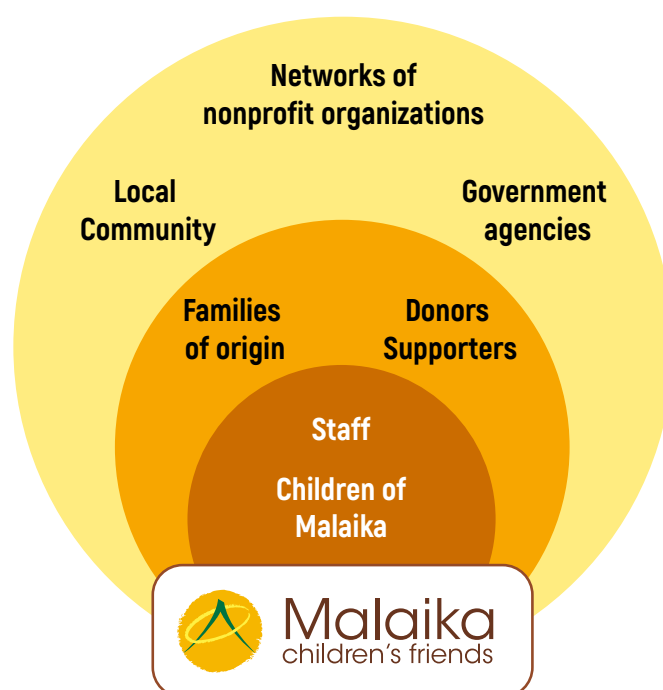 Networks of
nonprofit organizations
Local
Community
Government
agencies
Families
of origin
Donors
Supporters
Staff
Children of
Malaika
Malaika
children's friends